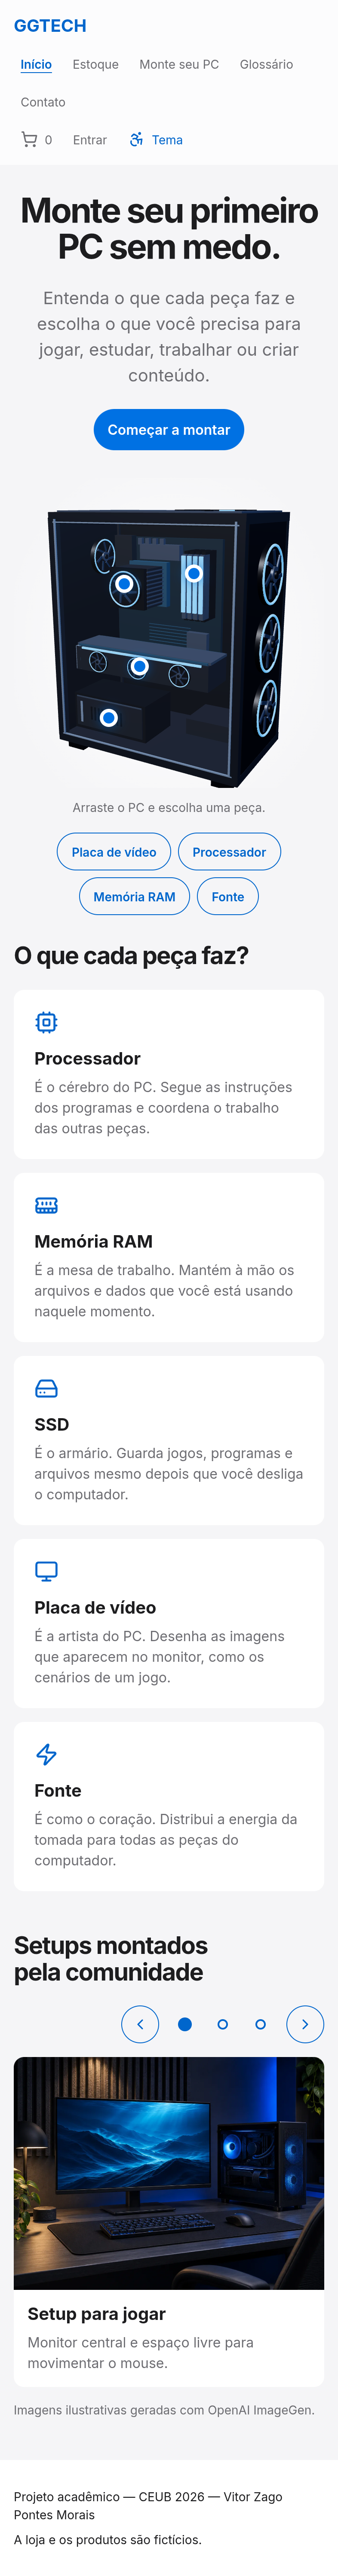 GGTECH
Início Estoque Monte seu PC Glossário
Contato
0 Entrar Tema
Monte seu primeiro
PC sem medo.
Entenda o que cada peça faz e
escolha o que você precisa para
jogar, estudar, trabalhar ou criar
conteúdo.
Começar a montar
Arraste o PC e escolha uma peça.
Placa de vídeo Processador
Memória RAM Fonte
O que cada peça faz?
Processador
É o cérebro do PC. Segue as instruções
dos programas e coordena o trabalho
das outras peças.
Memória RAM
É a mesa de trabalho. Mantém à mão os
arquivos e dados que você está usando
naquele momento.
SSD
É o armário. Guarda jogos, programas e
arquivos mesmo depois que você desliga
o computador.
Placa de vídeo
É a artista do PC. Desenha as imagens
que aparecem no monitor, como os
cenários de um jogo.
Fonte
É como o coração. Distribui a energia da
tomada para todas as peças do
computador.
Setups montados
pela comunidade
Setup para jogar
Monitor central e espaço livre para
movimentar o mouse.
Imagens ilustrativas geradas com OpenAI ImageGen.
Projeto acadêmico — CEUB 2026 — Vitor Zago
Pontes Morais
A loja e os produtos são fictícios.